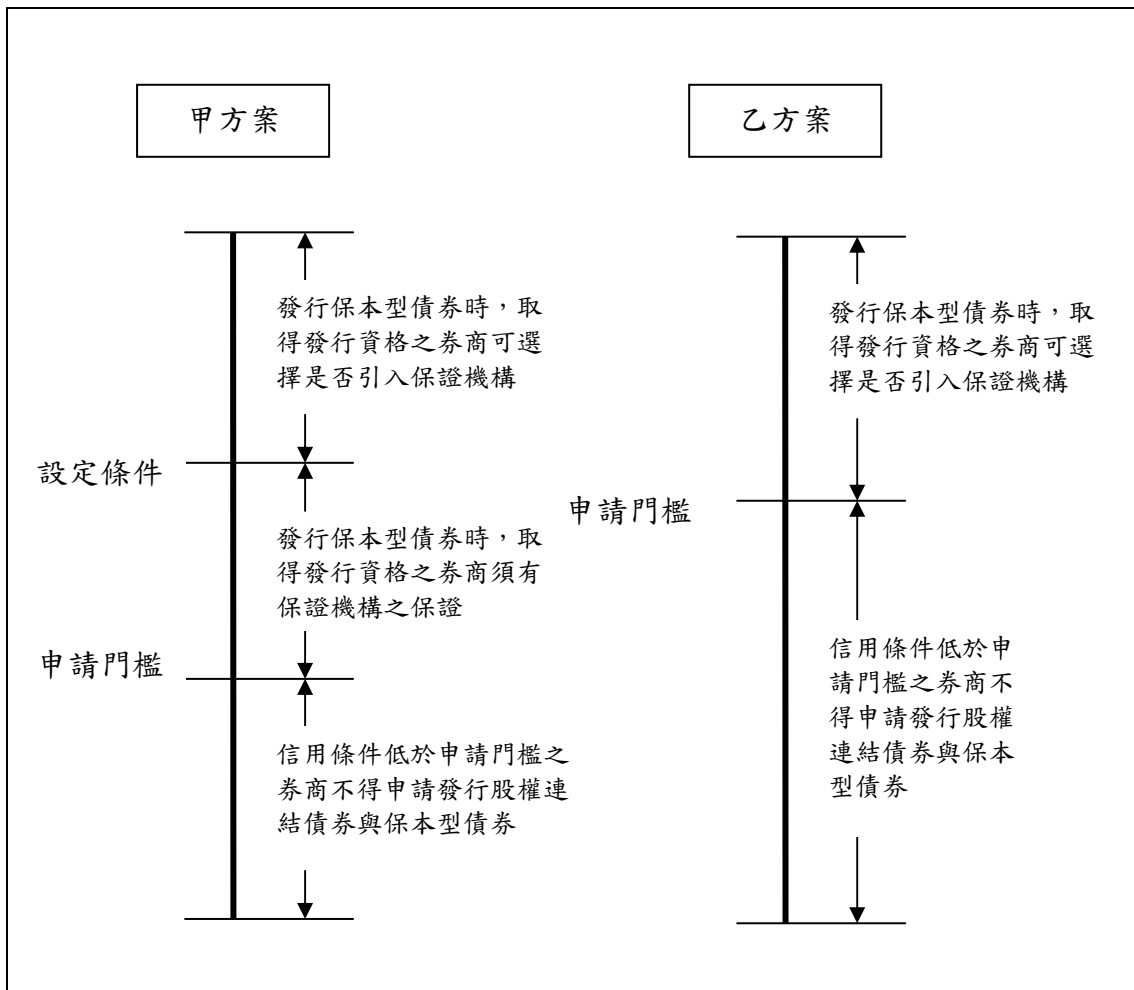 甲方案
發行保本型債券時，取
得發行資格之券商可選
擇是否引入保證機構
設定條件
發行保本型債券時，取
得發行資格之券商須有
保證機構之保證
申請門檻
信用條件低於申請門檻之
券商不得申請發行股權連
結債券與保本型債券
乙方案
發行保本型債券時，取
得發行資格之券商可選
擇是否引入保證機構
申請門檻
信用條件低於申
請門檻之券商不
得申請發行股權
連結債券與保本
型債券